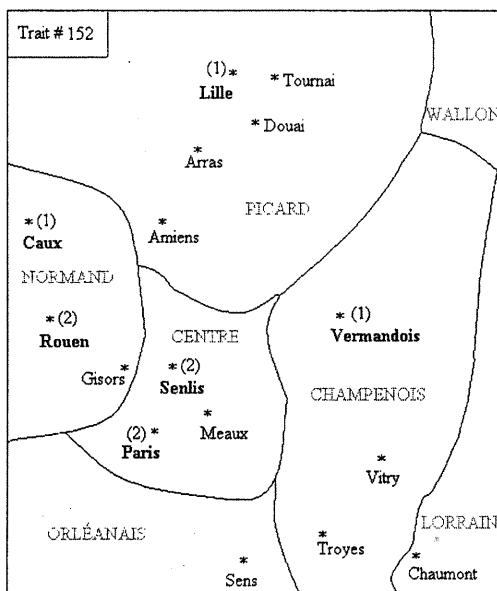 Trait # 152
(1)
Lille
Tournai
WALLON
Douai
Arras
PICARD
(1)
Caux
Amiens
NORMAND
(2)
Rouen
(1)
Vermandois
CENTRE
(2)
Senlis
Gisors
CHAMPENOIS
Meaux
(2)
Paris
Vitry
ORLÉANAIS
LORRAIN
Troyes
Sens
Chaumont